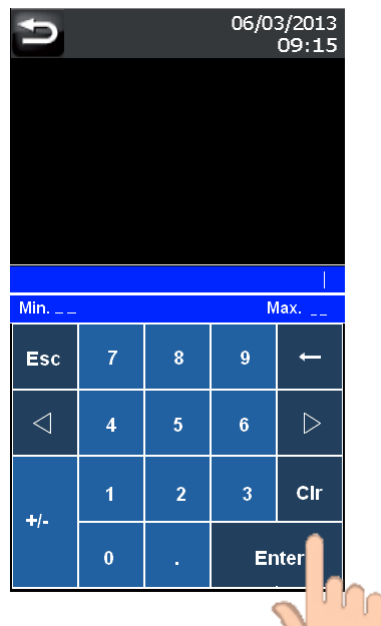 06/03/2013
09:15
Min. _ _ Max. _ _
Esc 7 8 9 ←
◁ 4 5 6 ▷
+/- 1 2 3 Clr
0 . Enter